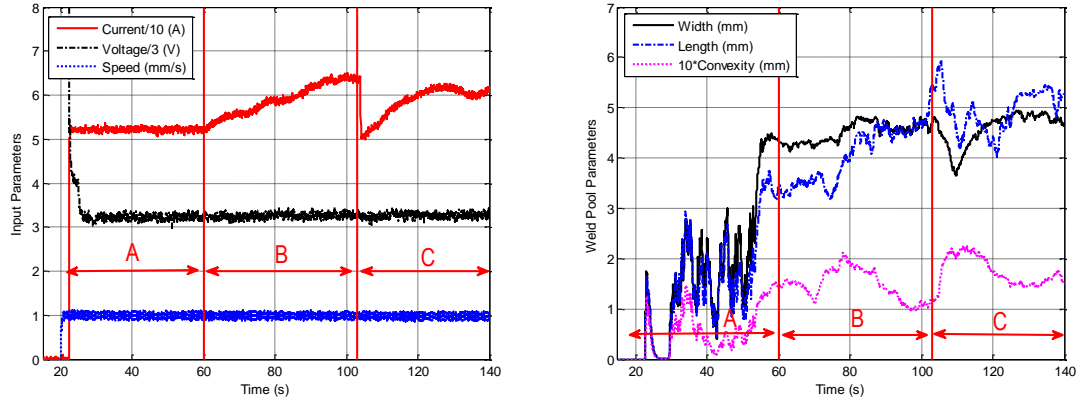 8
7
6
5
4
3
2
1
0
Input Parameters
Current/10 (A)
Voltage/3 (V)
Speed (mm/s)
A
B
C
20 40 60 80 100 120 140
Time (s)
8
7
6
5
4
3
2
1
0
Weld Pool Parameters
Width (mm)
Length (mm)
10*Convexity (mm)
A
B
C
20 40 60 80 100 120 140
Time (s)